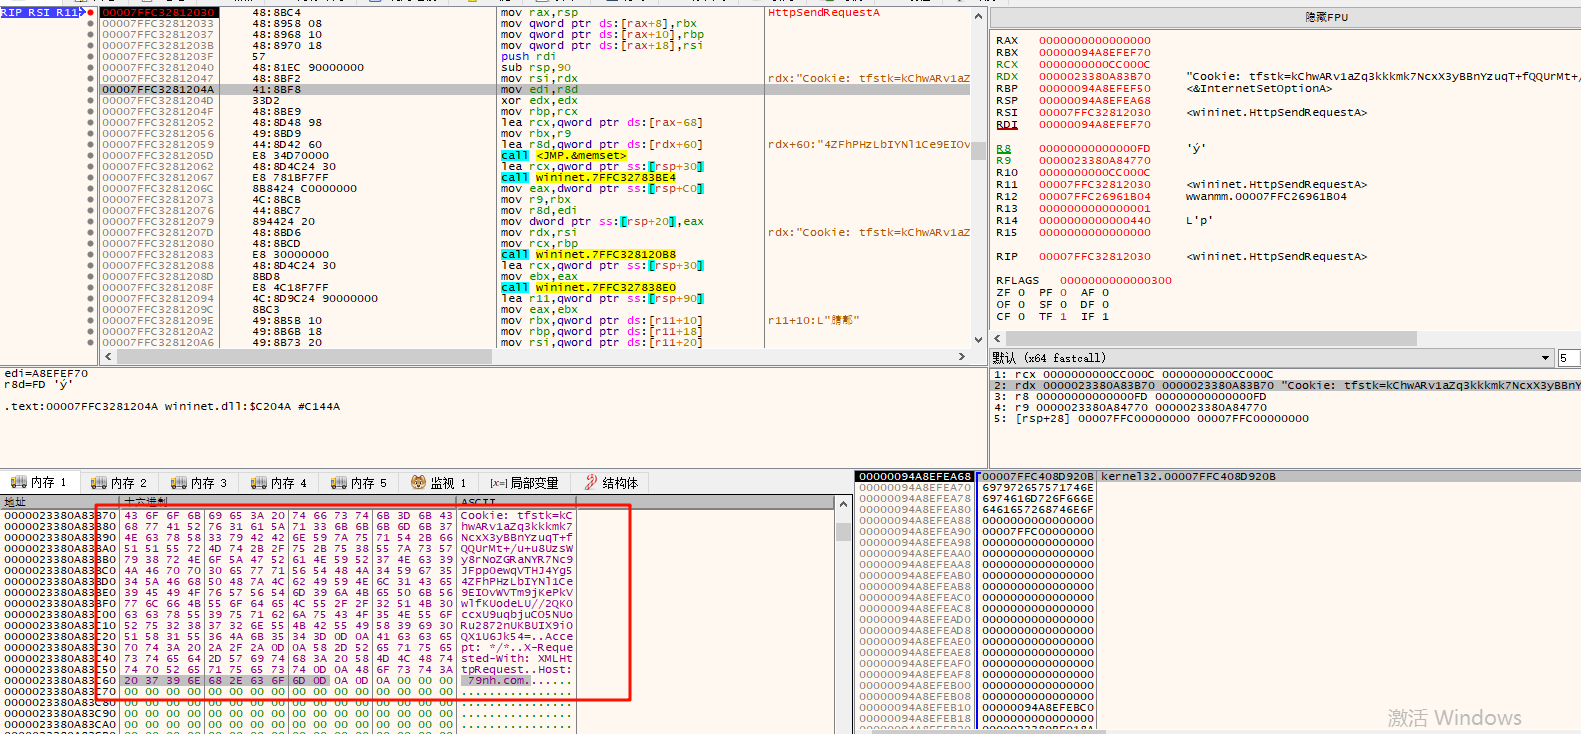 RIP RSI R11
00007FFC32812030 48:8BC4 mov rax,rsp HttpSendRequestA
00007FFC32812033 48:8958 08 mov qword ptr ds:[rax+8],rbx
00007FFC32812037 48:8968 10 mov qword ptr ds:[rax+10],rbp
00007FFC3281203B 48:8970 18 mov qword ptr ds:[rax+18],rsi
00007FFC3281203F 57 push rdi
00007FFC32812040 48:81EC 90000000 sub rsp,90
00007FFC32812047 48:8BF2 mov rsi,rdx rdx:"Cookie: tfstk=kChwARv1aZ
00007FFC3281204A 41:8BF8 mov edi,r8d
00007FFC3281204D 33D2 xor edx,edx
00007FFC3281204F 48:8BE9 mov rbp,rcx
00007FFC32812052 48:8D48 98 lea rcx,qword ptr ds:[rax-68]
00007FFC32812056 49:8BD9 mov rbx,r9
00007FFC32812059 44:8D42 60 lea r8d,qword ptr ds:[rdx+60] rdx+60:"4ZFhPHzLbIYNl1Ce9EIOv
00007FFC3281205D E8 34D70000 call <JMP.&memset>
00007FFC32812062 48:8D4C24 30 lea rcx,qword ptr ss:[rsp+30]
00007FFC32812067 E8 781BF7FF call wininet.7FFC32783BE4
00007FFC3281206C 8B8424 C0000000 mov eax,dword ptr ss:[rsp+C0]
00007FFC32812073 4C:8BCB mov r9,rbx
00007FFC32812076 44:8BC7 mov r8d,edi
00007FFC32812079 894424 20 mov dword ptr ss:[rsp+20],eax
00007FFC3281207D 48:8BD6 mov rdx,rsi rdx:"Cookie: tfstk=kChwARv1aZ
00007FFC32812080 48:8BCD mov rcx,rbp
00007FFC32812083 E8 30000000 call wininet.7FFC328120B8
00007FFC32812088 48:8D4C24 30 lea rcx,qword ptr ss:[rsp+30]
00007FFC3281208D 8BD8 mov ebx,eax
00007FFC3281208F E8 4C18F7FF call wininet.7FFC327838E0
00007FFC32812094 4C:8D9C24 90000000 lea r11,qword ptr ss:[rsp+90]
00007FFC3281209C 8BC3 mov eax,ebx
00007FFC3281209E 49:8B5B 10 mov rbx,qword ptr ds:[r11+10]
00007FFC328120A2 49:8B6B 18 mov rbp,qword ptr ds:[r11+18]
00007FFC328120A6 49:8B73 20 mov rsi,qword ptr ds:[r11+20]
隐藏FPU
RAX 0000000000000000
RBX 00000094A8EFEF70
RCX 0000000000CC000C
RDX 0000023380A83B70 "Cookie: tfstk=kChwARv1aZq3kkkmk7NcxX3yBBnYzuqT+fQQUrMt+/
RBP 00000094A8EFEF50 <&InternetSetOptionA>
RSP 00000094A8EFEA68
RSI 00007FFC32812030 <wininet.HttpSendRequestA>
RDI 00000094A8EFEF70
R8 00000000000000FD 'ý'
R9 0000023380A84770
R10 0000000000CC000C
R11 00007FFC32812030 <wininet.HttpSendRequestA>
R12 00007FFC26961B04 wwanmm.00007FFC26961B04
R13 0000000000000001
R14 0000000000000440 L'р'
R15 0000000000000000
RIP 00007FFC32812030 <wininet.HttpSendRequestA>
RFLAGS 0000000000000300
ZF 0 PF 0 AF 0
OF 0 SF 0 DF 0
CF 0 TF 1 IF 1
默认 (x64 fastcall) 5
1: rcx 0000000000CC000C 0000000000CC000C
2: rdx 0000023380A83B70 0000023380A83B70 "Cookie: tfstk=kChwARv1aZq3kkkmk7NcxX3yBBnY
3: r8 00000000000000FD 00000000000000FD
4: r9 0000023380A84770 0000023380A84770
5: [rsp+28] 00007FFC00000000 00007FFC00000000
edi=A8EFEF70
r8d=FD 'ý'
.text:00007FFC3281204A wininet.dll:$C204A #C144A
内存 1 内存 2 内存 3 内存 4 内存 5 监视 1 [x=] 局部变量 结构体
地址 十六进制 ASCII
0000023380A83B70 43 6F 6F 6B 69 65 3A 20 74 66 73 74 6B 3D 6B 43 Cookie: tfstk=kC
0000023380A83B80 68 77 41 52 76 31 61 5A 71 33 6B 6B 6B 6D 6B 37 hwARv1aZq3kkkmk7
0000023380A83B90 4E 63 78 58 33 79 42 42 6E 59 7A 75 71 54 2B 66 NcxX3yBBnYzuqT+f
0000023380A83BA0 51 51 55 72 4D 74 2B 2F 75 2B 75 38 55 7A 73 57 QQUrMt+/u+u8UzsW
0000023380A83BB0 79 38 72 4E 6F 5A 47 52 61 4E 59 52 37 4E 63 39 y8rNoZGRaNYR7Nc9
0000023380A83BC0 4A 46 70 70 30 65 77 71 56 54 48 4A 34 59 67 35 JFpp0ewqVTHJ4Yg5
0000023380A83BD0 34 5A 46 68 50 48 7A 4C 62 49 59 4E 6C 31 43 65 4ZFhPHzLbIYNl1Ce
0000023380A83BE0 39 45 49 4F 76 57 56 54 6D 39 6A 4B 65 50 6B 56 9EIOvWVTm9jKePkV
0000023380A83BF0 77 6C 66 4B 55 6F 64 65 4C 55 2F 2F 32 51 4B 30 wlfKUodeLU//2QK0
0000023380A83C00 63 63 78 55 39 75 71 62 6A 75 43 4F 35 4E 55 6F ccxU9uqbjuCO5NUo
0000023380A83C10 52 75 32 38 37 32 6E 55 4B 42 55 49 58 39 69 30 Ru2872nUKBUIX9i0
0000023380A83C20 51 58 31 55 36 4A 6B 35 34 3D 0D 0A 41 63 63 65 QX1U6Jk54=..Acce
0000023380A83C30 70 74 3A 20 2A 2F 2A 0D 0A 58 2D 52 65 71 75 65 pt: */*..X-Reque
0000023380A83C40 73 74 65 64 2D 57 69 74 68 3A 20 58 4D 4C 48 74 sted-With: XMLHt
0000023380A83C50 74 70 52 65 71 75 65 73 74 0D 0A 48 6F 73 74 3A tpRequest..Host:
0000023380A83C60 20 37 39 6E 68 2E 63 6F 6D 0D 0A 0D 0A 00 00 00 79nh.com.......
0000023380A83C70 00 00 00 00 00 00 00 00 00 00 00 00 00 00 00 00 ................
0000023380A83C80 00 00 00 00 00 00 00 00 00 00 00 00 00 00 00 00 ................
0000023380A83C90 00 00 00 00 00 00 00 00 00 00 00 00 00 00 00 00 ................
0000023380A83CA0 00 00 00 00 00 00 00 00 00 00 00 00 00 00 00 00 ................
00000094A8EFEA68 00007FFC408D920B kernel32.00007FFC408D920B
00000094A8EFEA70 697972657571746E
00000094A8EFEA78 6974616D726F666E
00000094A8EFEA80 6461657268746E6F
00000094A8EFEA88 0000000000000000
00000094A8EFEA90 00007FFC00000000
00000094A8EFEA98 0000000000000000
00000094A8EFEAA0 0000000000000000
00000094A8EFEAA8 0000000000000000
00000094A8EFEAB0 0000000000000000
00000094A8EFEAB8 0000000000000000
00000094A8EFEAC0 0000000000000000
00000094A8EFEAC8 0000000000000000
00000094A8EFEAD0 0000000000000000
00000094A8EFEAD8 0000000000000000
00000094A8EFEAE0 0000000000000000
00000094A8EFEAE8 0000000000000000
00000094A8EFEAF0 0000000000000000
00000094A8EFEAF8 0000000000000000
00000094A8EFEB00 0000000000000000
00000094A8EFEB08 0000000000000000
00000094A8EFEB10 00000094A8EFEBC0
00000094A8EFEB18 0000000000000000
激活 Windows